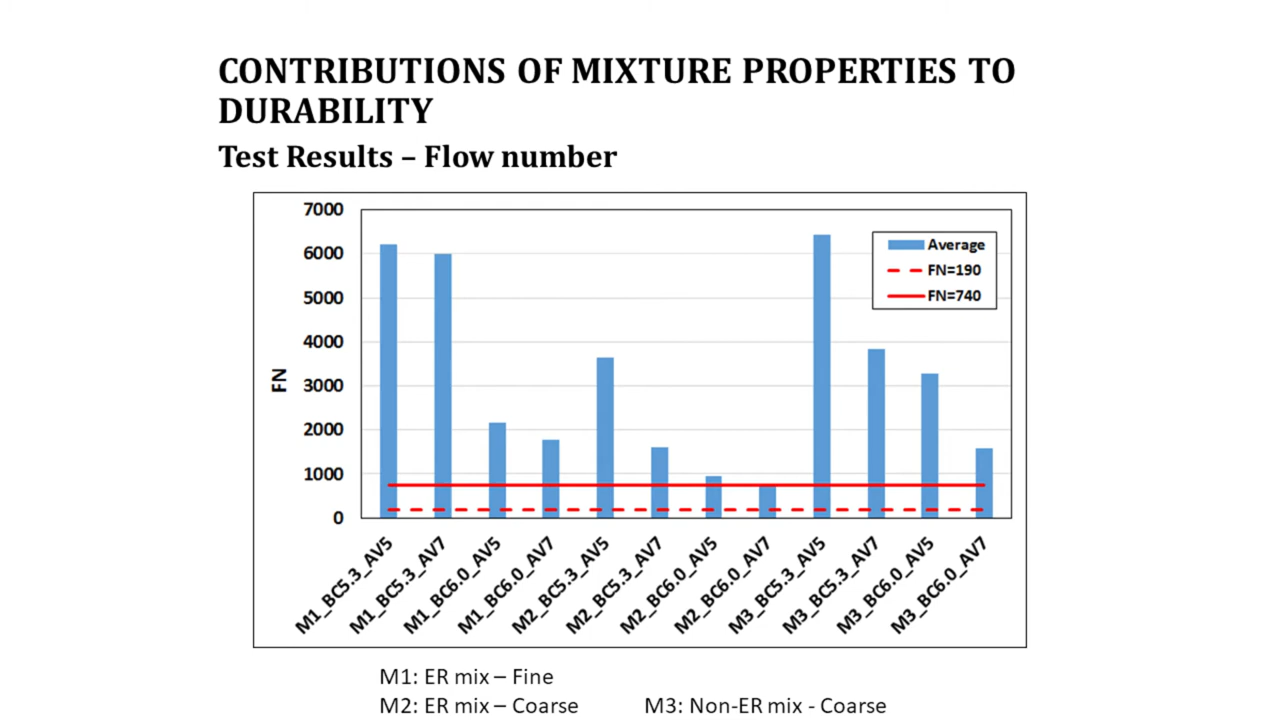 CONTRIBUTIONS OF MIXTURE PROPERTIES TO
DURABILITY
Test Results – Flow number
7000
6000
5000
4000
3000
2000
1000
0
FN
Average
FN=190
FN=740
M1_BC5.3_AV5
M1_BC5.3_AV7
M1_BC6.0_AV5
M1_BC6.0_AV7
M2_BC5.3_AV5
M2_BC5.3_AV7
M2_BC6.0_AV5
M2_BC6.0_AV7
M3_BC5.3_AV5
M3_BC5.3_AV7
M3_BC6.0_AV5
M3_BC6.0_AV7
M1: ER mix – Fine
M2: ER mix – Coarse M3: Non-ER mix - Coarse